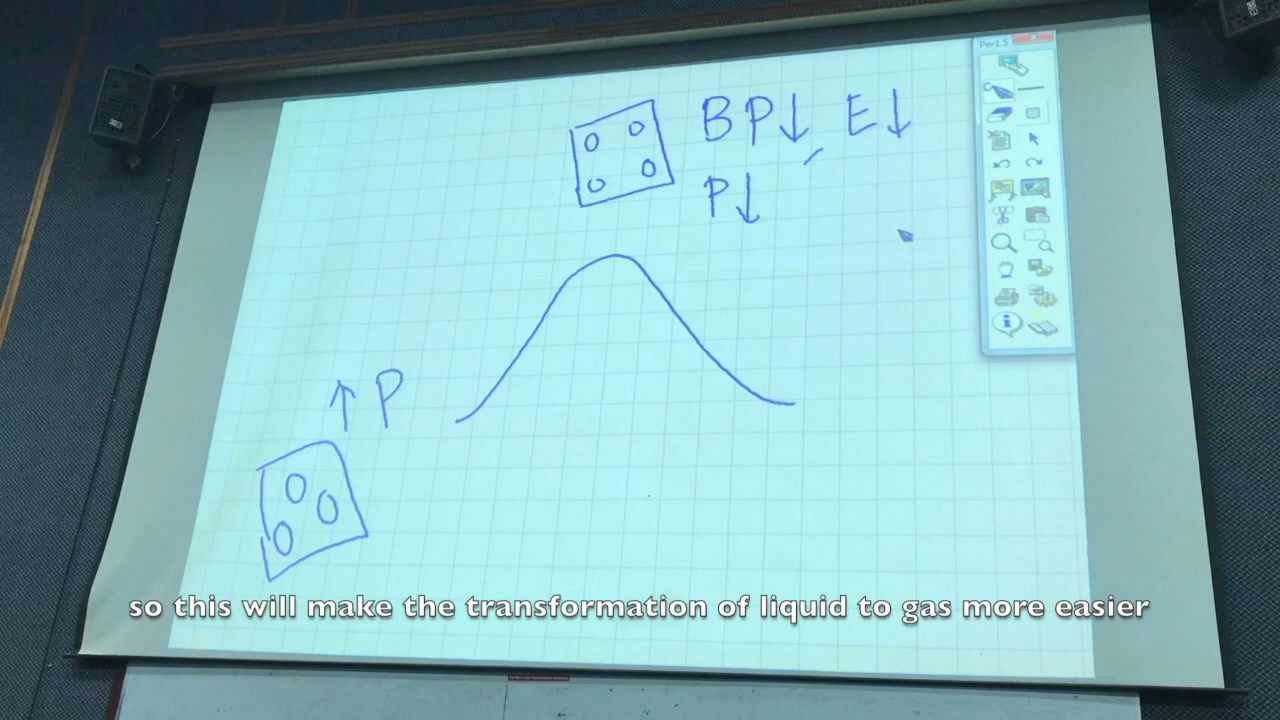 BP↓ E↓
P↓
↑P
so this will make the transformation of liquid to gas more easier